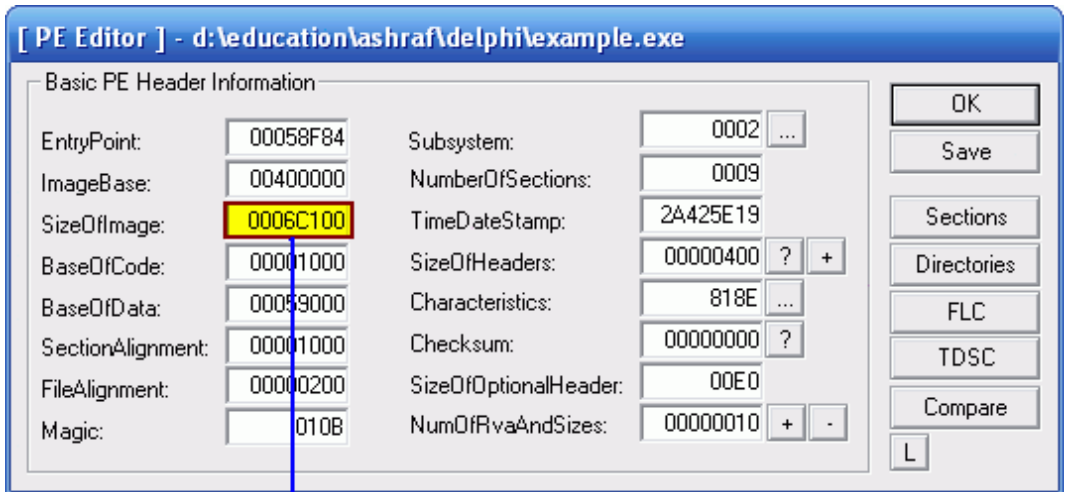 [ PE Editor ] - d:\education\ashraf\delphi\example.exe
Basic PE Header Information
EntryPoint: 00058F84
ImageBase: 00400000
SizeOfImage: 0006C100
BaseOfCode: 00001000
BaseOfData: 00059000
SectionAlignment: 00001000
FileAlignment: 00000200
Magic: 010B
Subsystem: 0002 ...
NumberOfSections: 0009
TimeDateStamp: 2A425E19
SizeOfHeaders: 00000400 ? +
Characteristics: 818E ...
Checksum: 00000000 ?
SizeOfOptionalHeader: 00E0
NumOfRvaAndSizes: 00000010 + -
OK
Save
Sections
Directories
FLC
TDSC
Compare
L